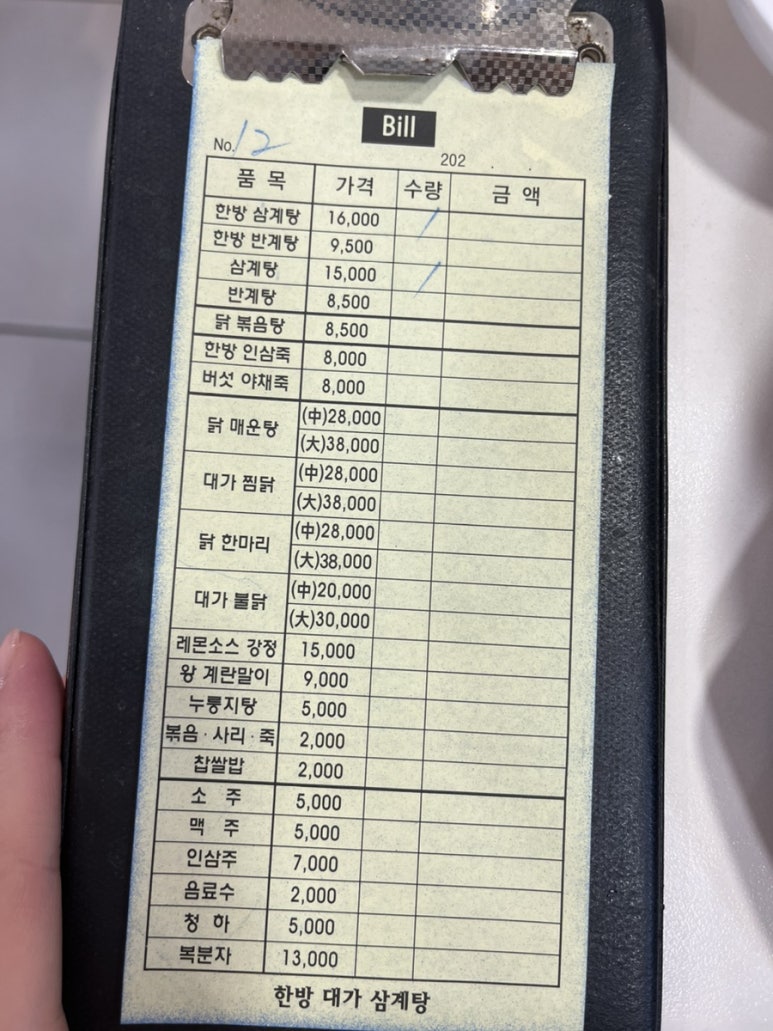 Bill
No. 12
202 . .
품 목 가격 수량 금 액
한방 삼계탕 16,000 /
한방 반계탕 9,500
삼계탕 15,000 /
반계탕 8,500
닭 볶음탕 8,500
한방 인삼죽 8,000
버섯 야채죽 8,000
닭 매운탕 (中)28,000
(大)38,000
대가 찜닭 (中)28,000
(大)38,000
닭 한마리 (中)28,000
(大)38,000
대가 불닭 (中)20,000
(大)30,000
레몬소스 강정 15,000
왕 계란말이 9,000
누룽지탕 5,000
볶음·사리·죽 2,000
찹쌀밥 2,000
소 주 5,000
맥 주 5,000
인삼주 7,000
음료수 2,000
청 하 5,000
복분자 13,000
한방 대가 삼계탕